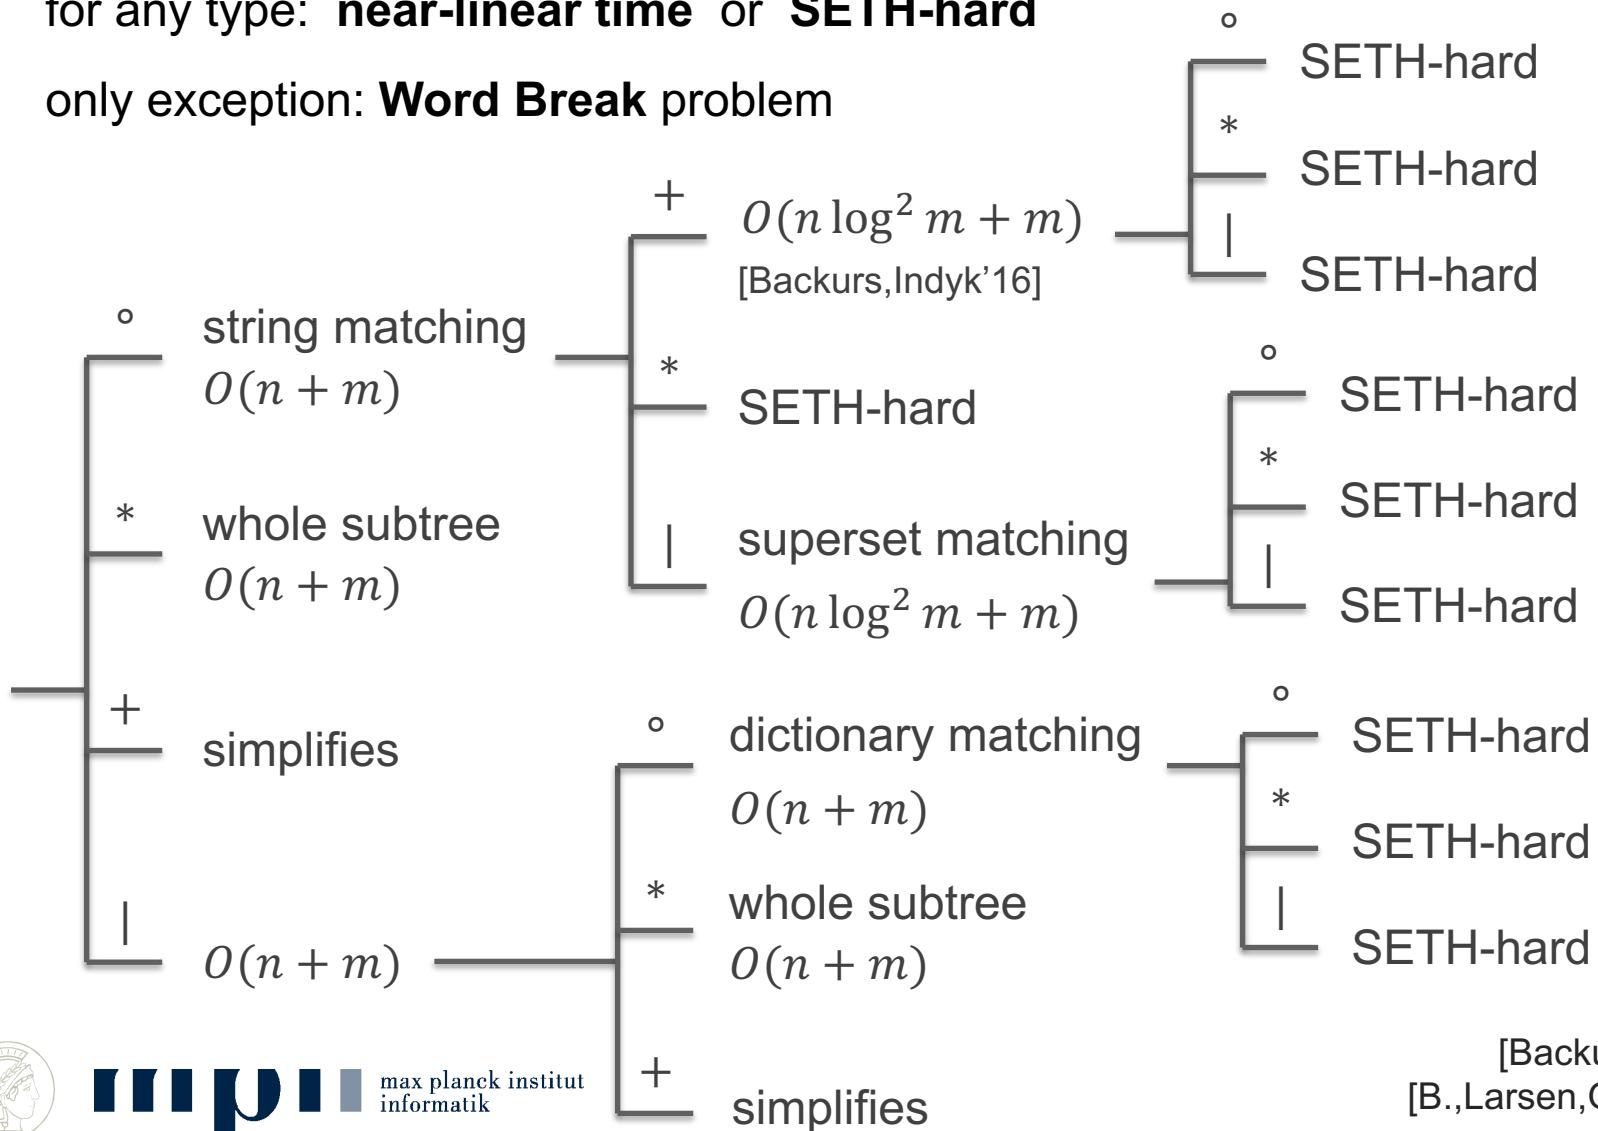 for any type: near-linear time or SETH-hard
only exception: Word Break problem
∘
string matching
O(n + m)
*
whole subtree
O(n + m)
+
simplifies
|
O(n + m)
+
O(n log² m + m)
[Backurs,Indyk'16]
*
SETH-hard
|
superset matching
O(n log² m + m)
∘
dictionary matching
O(n + m)
*
whole subtree
O(n + m)
+
simplifies
∘
SETH-hard
*
SETH-hard
|
SETH-hard
∘
SETH-hard
*
SETH-hard
|
SETH-hard
∘
SETH-hard
*
SETH-hard
|
SETH-hard
max planck institut
informatik
[Backu
[B.,Larsen,